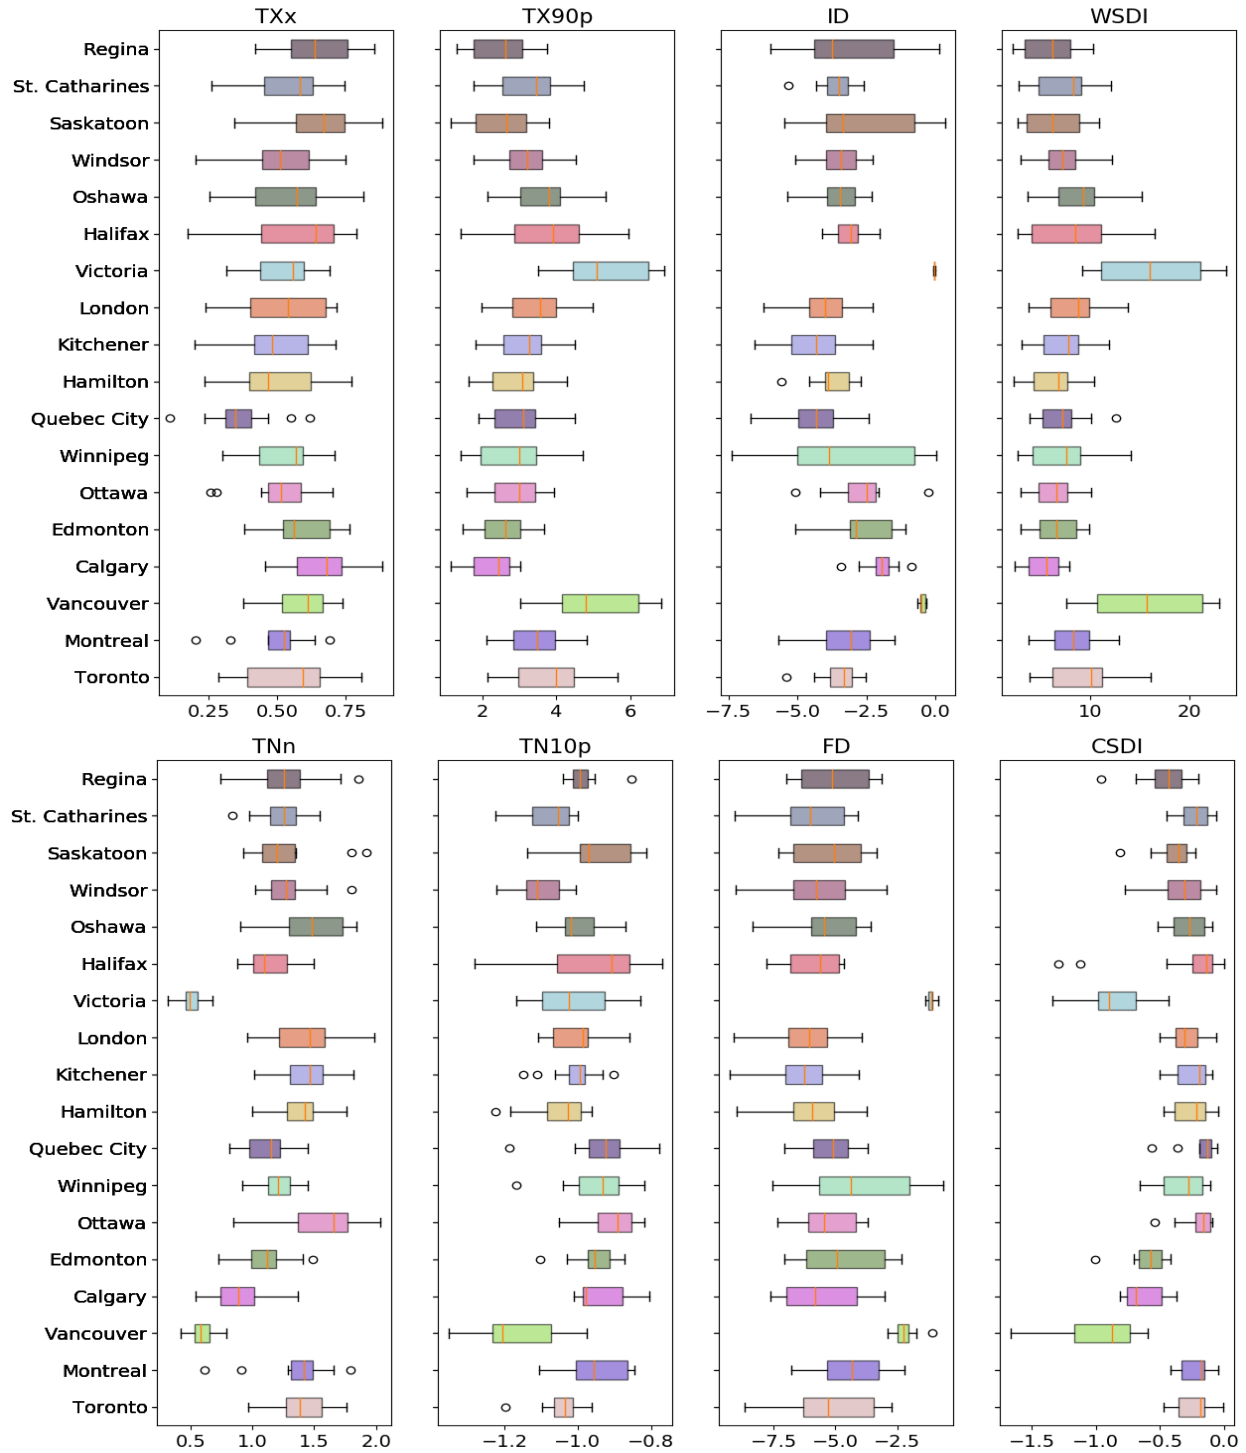 TXx TX90p ID WSDI
Regina
St. Catharines
Saskatoon
Windsor
Oshawa
Halifax
Victoria
London
Kitchener
Hamilton
Quebec City
Winnipeg
Ottawa
Edmonton
Calgary
Vancouver
Montreal
Toronto
0.25 0.50 0.75 2 4 6 −7.5 −5.0 −2.5 0.0 10 20
TNn TN10p FD CSDI
Regina
St. Catharines
Saskatoon
Windsor
Oshawa
Halifax
Victoria
London
Kitchener
Hamilton
Quebec City
Winnipeg
Ottawa
Edmonton
Calgary
Vancouver
Montreal
Toronto
0.5 1.0 1.5 2.0 −1.2 −1.0 −0.8 −7.5 −5.0 −2.5 −1.5 −1.0 −0.5 0.0